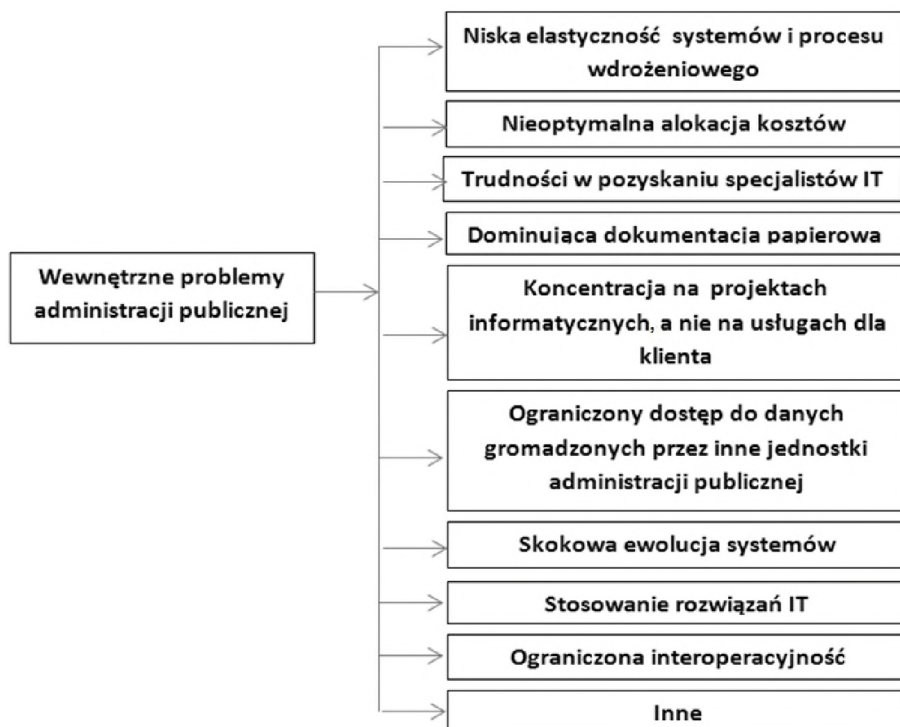 Niska elastyczność systemów i procesu
wdrożeniowego
Nieoptymalna alokacja kosztów
Trudności w pozyskaniu specjalistów IT
Dominująca dokumentacja papierowa
Wewnętrzne problemy
administracji publicznej
Koncentracja na projektach
informatycznych, a nie na usługach dla
klienta
Ograniczony dostęp do danych
gromadzonych przez inne jednostki
administracji publicznej
Skokowa ewolucja systemów
Stosowanie rozwiązań IT
Ograniczona interoperacyjność
Inne